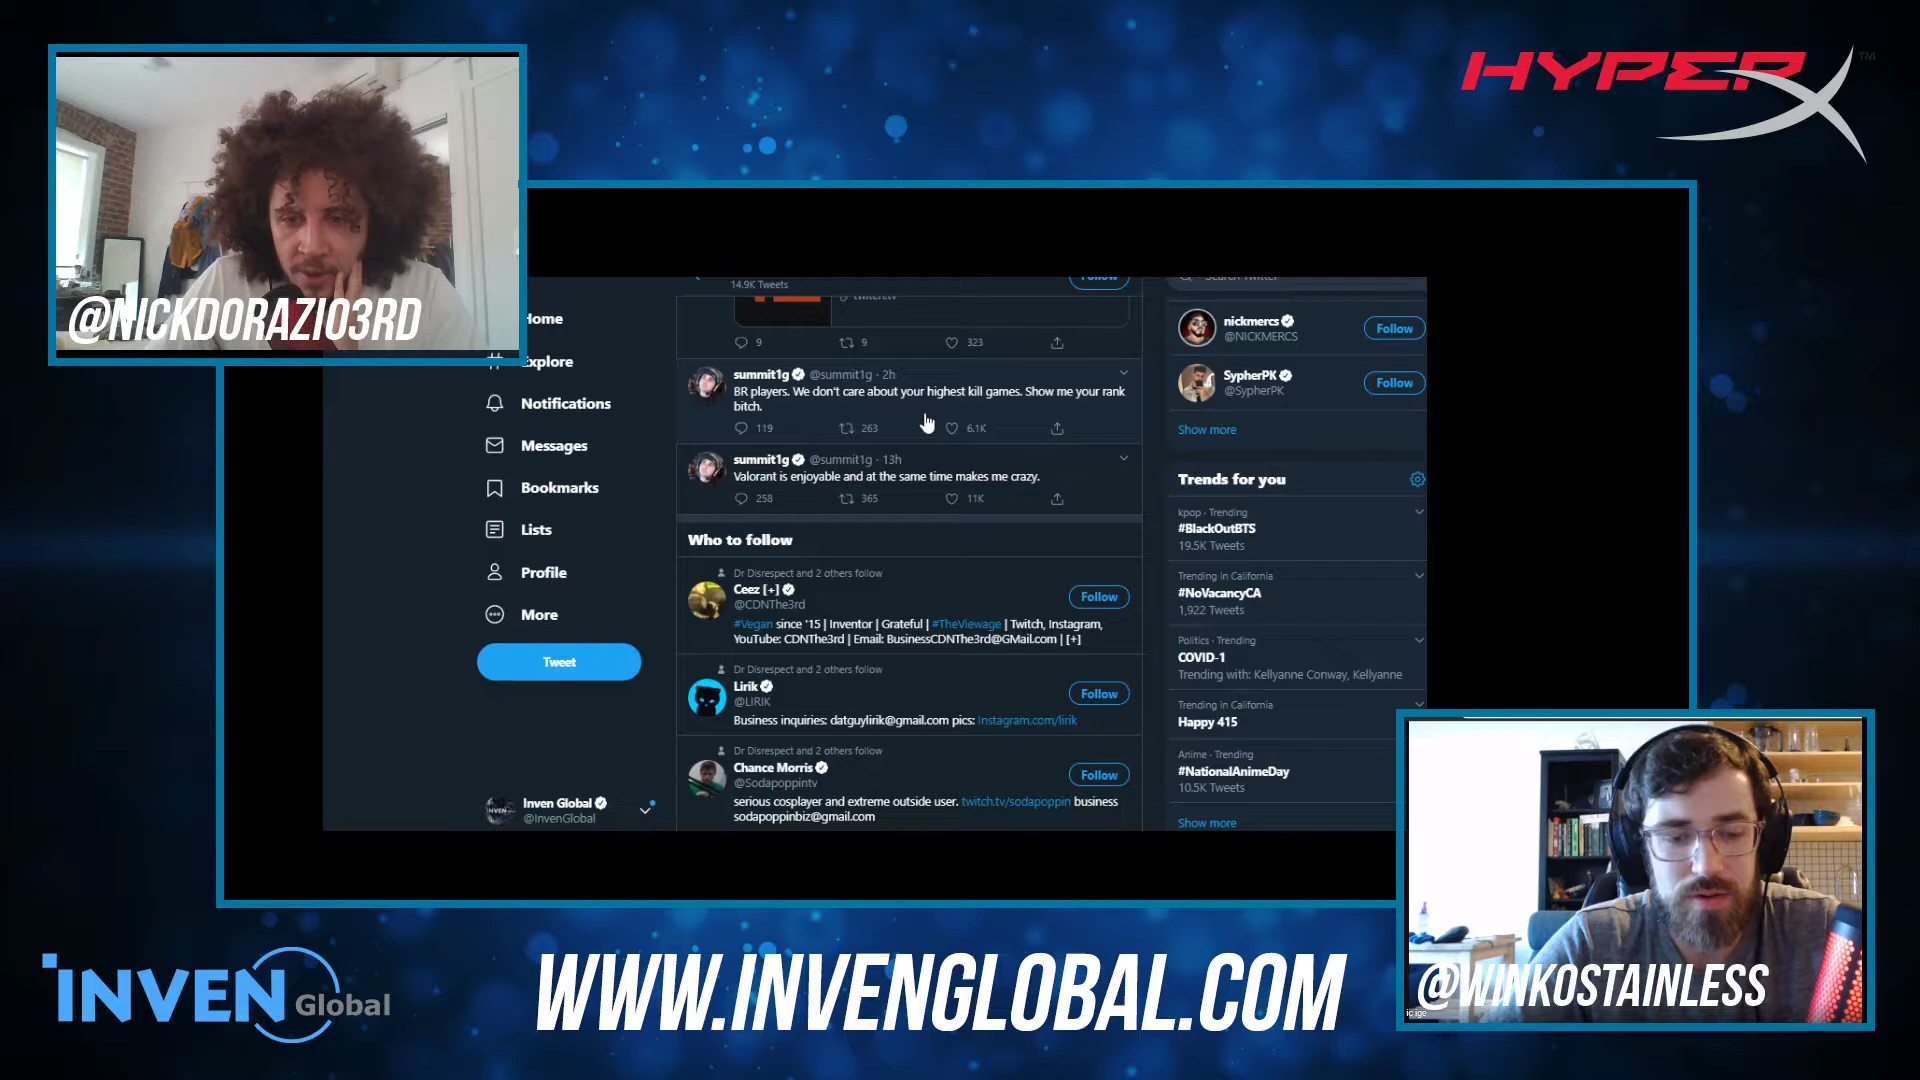 HYPERX
TM
@NICKDORAZIO3RD
14.9K Tweets
Follow
Search Twitter
twitch.tv
9
9
323
Home
Explore
Notifications
Messages
Bookmarks
Lists
Profile
More
Tweet
Inven Global
@InvenGlobal
summit1g @summit1g · 2h
BR players. We don't care about your highest kill games. Show me your rank
bitch.
119
263
6.1K
summit1g @summit1g · 13h
Valorant is enjoyable and at the same time makes me crazy.
258
365
11K
Who to follow
Dr Disrespect and 2 others follow
Ceez [+]
@CDNThe3rd
Follow
#Vegan since '15 | Inventor | Grateful | #TheViewage | Twitch, Instagram,
YouTube: CDNThe3rd | Email: BusinessCDNThe3rd@GMail.com | [+]
Dr Disrespect and 2 others follow
Lirik
@LIRIK
Follow
Business inquiries: datguylirik@gmail.com pics: Instagram.com/lirik
Dr Disrespect and 2 others follow
Chance Morris
@Sodapoppintv
Follow
serious cosplayer and extreme outside user. twitch.tv/sodapoppin business
sodapoppinbiz@gmail.com
nickmercs
@NICKMERCS
Follow
SypherPK
@SypherPK
Follow
Show more
Trends for you
kpop · Trending
#BlackOutBTS
19.5K Tweets
Trending in California
#NoVacancyCA
1,922 Tweets
Politics · Trending
COVID-1
Trending with: Kellyanne Conway, Kellyanne
Trending in California
Happy 415
Anime · Trending
#NationalAnimeDay
10.5K Tweets
Show more
@WINKOSTAINLESS
INVEN Global
WWW.INVENGLOBAL.COM